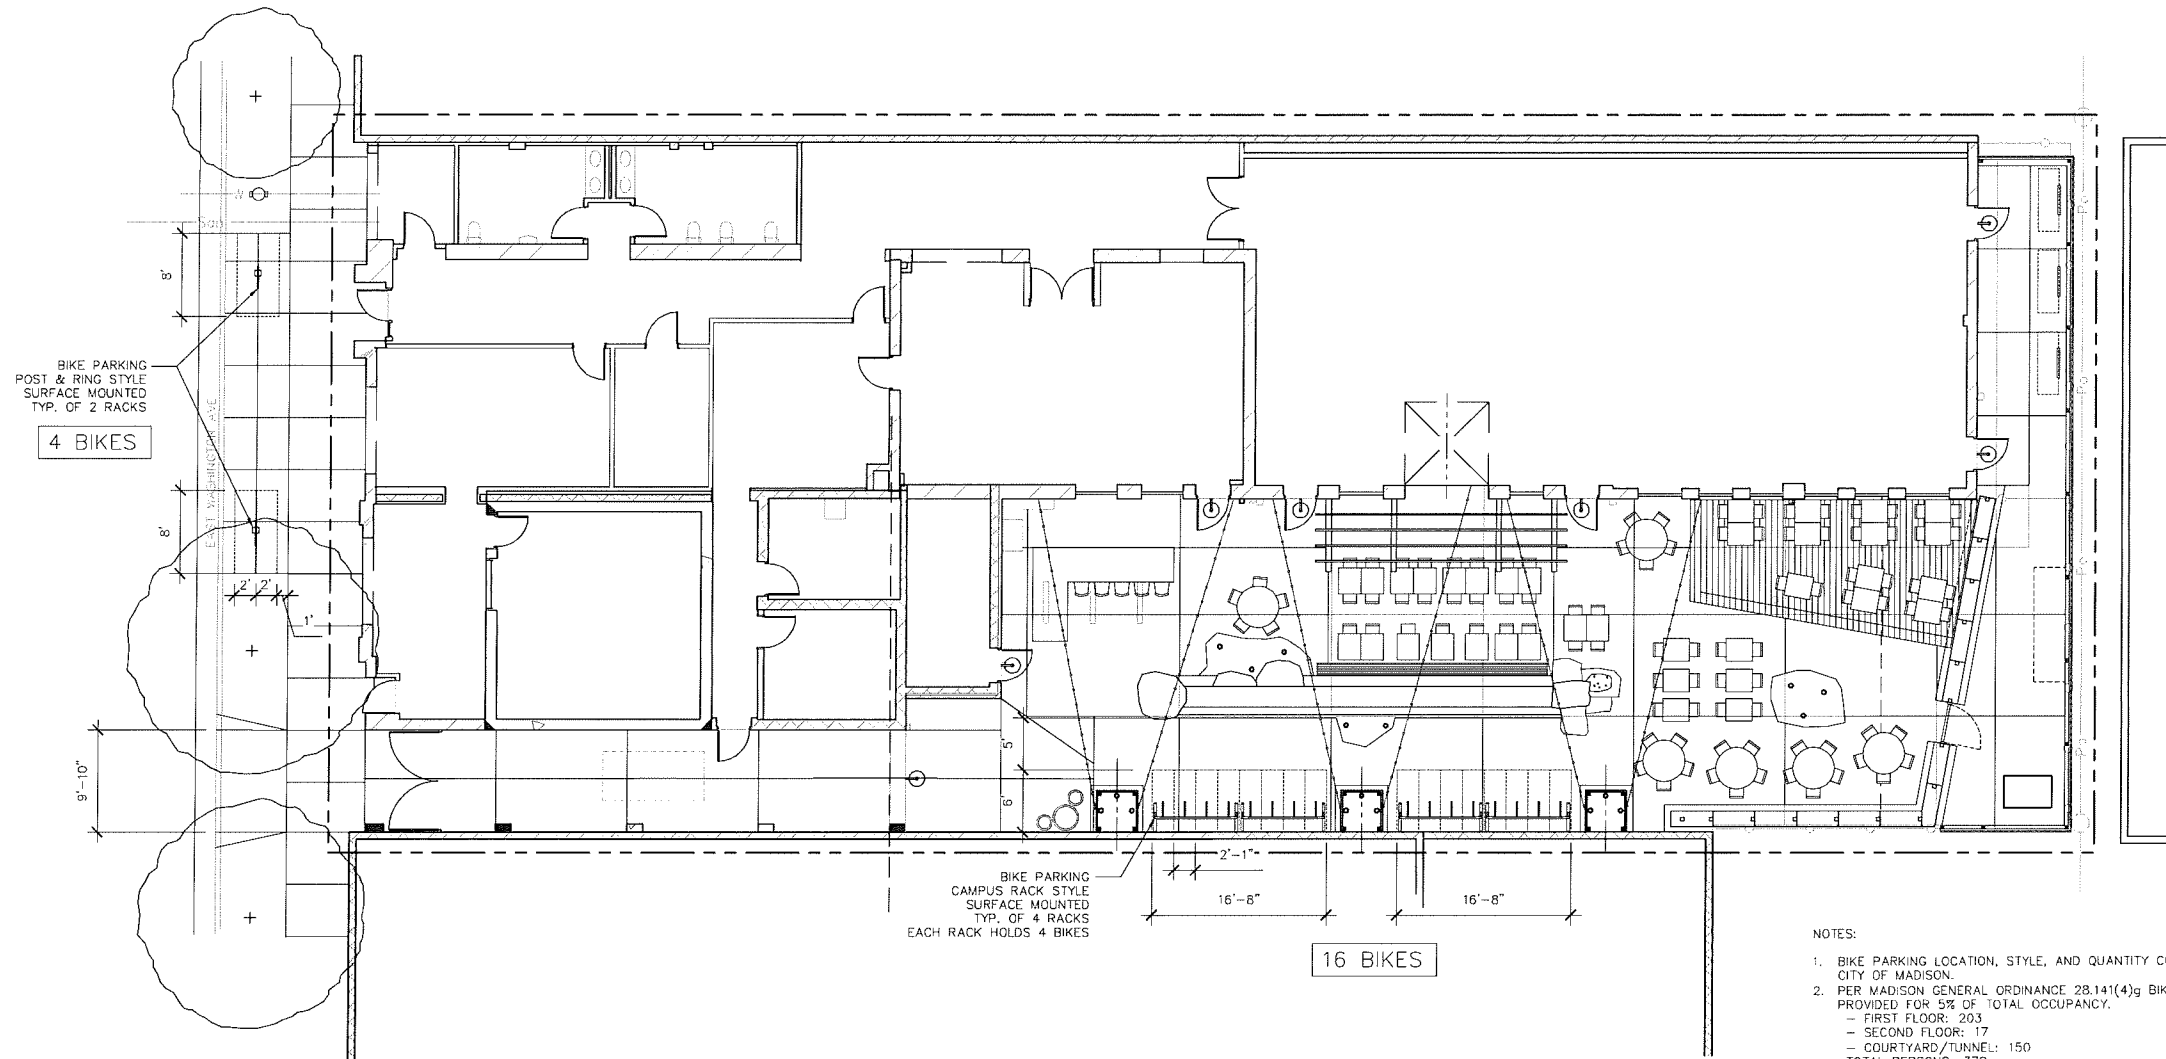 8'
BIKE PARKING
POST & RING STYLE
SURFACE MOUNTED
TYP. OF 2 RACKS
4 BIKES
EAST WASHINGTON AVE
8'
2' 2'
1'
9'-10"
5'
6'
2'-1"
BIKE PARKING
CAMPUS RACK STYLE
SURFACE MOUNTED
TYP. OF 4 RACKS
EACH RACK HOLDS 4 BIKES
16'-8"
16'-8"
16 BIKES
NOTES:
1. BIKE PARKING LOCATION, STYLE, AND QUANTITY
CITY OF MADISON.
2. PER MADISON GENERAL ORDINANCE 28.141(4)g
PROVIDED FOR 5% OF TOTAL OCCUPANCY.
– FIRST FLOOR: 203
– SECOND FLOOR: 17
– COURTYARD/TUNNEL: 150